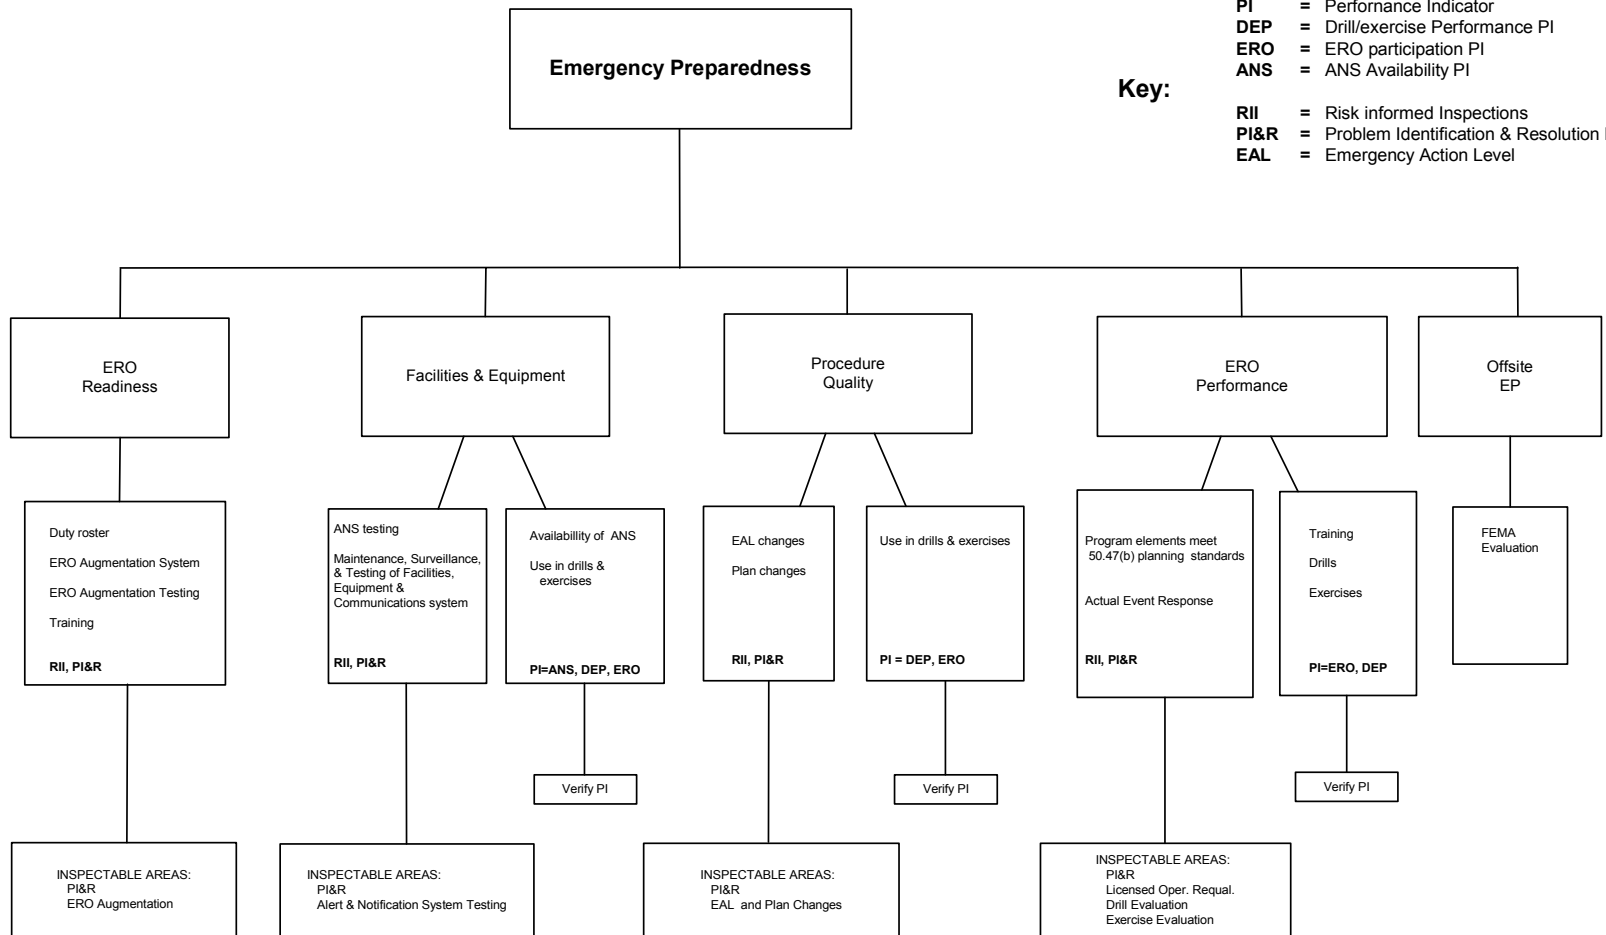 PI = Perfornance Indicator
DEP = Drill/exercise Performance PI
ERO = ERO participation PI
ANS = ANS Availability PI
Key:
RII = Risk informed Inspections
PI&R = Problem Identification & Resolution
EAL = Emergency Action Level
Emergency Preparedness
ERO
Readiness
Facilities & Equipment
Procedure
Quality
ERO
Performance
Offsite
EP
Duty roster
ERO Augmentation System
ERO Augmentation Testing
Training
RII, PI&R
ANS testing
Maintenance, Surveillance,
& Testing of Facilities,
Equipment &
Communications system
RII, PI&R
Availabillity of ANS
Use in drills &
exercises
PI=ANS, DEP, ERO
EAL changes
Plan changes
RII, PI&R
Use in drills & exercises
PI = DEP, ERO
Program elements meet
50.47(b) planning standards
Actual Event Response
RII, PI&R
Training
Drills
Exercises
PI=ERO, DEP
FEMA
Evaluation
Verify PI
Verify PI
Verify PI
INSPECTABLE AREAS:
PI&R
ERO Augmentation
INSPECTABLE AREAS:
PI&R
Alert & Notification System Testing
INSPECTABLE AREAS:
PI&R
EAL and Plan Changes
INSPECTABLE AREAS:
PI&R
Licensed Oper. Requal.
Drill Evaluation
Exercise Evaluation